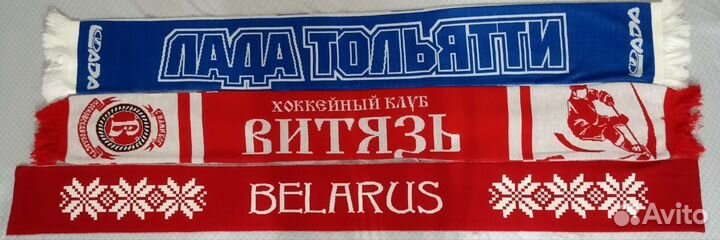 ЛАДА ТОЛЬЯТТИ
LADA
LADA
ХОККЕЙНЫЙ КЛУБ
ВИТЯЗЬ
BELARUS
Avito